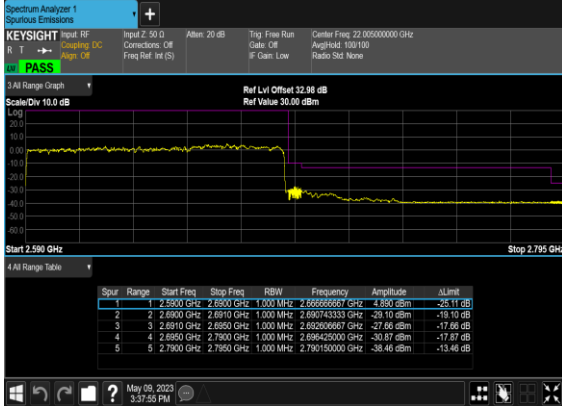 Spectrum Analyzer 1
Spurious Emissions
+
KEYSIGHT Input: RF Input Z: 50 Ω Atten: 20 dB Trig: Free Run Center Freq: 22.005000000 GHz
R T Coupling: DC Corrections: Off Gate: Off Avg|Hold: 100/100
Align: Off Freq Ref: Int (S) IF Gain: Low Radio Std: None
PASS
3 All Range Graph
Ref Lvl Offset 32.98 dB
Scale/Div 10.0 dB Ref Value 30.00 dBm
Log
20.0
10.0
0.00
-10.0
-20.0
-30.0
-40.0
-50.0
-60.0
Start 2.590 GHz Stop 2.795 GHz
4 All Range Table
Spur Range Start Freq Stop Freq RBW Frequency Amplitude ΔLimit
1 1 2.5900 GHz 2.6900 GHz 1.000 MHz 2.666666667 GHz 4.890 dBm -25.11 dB
2 2 2.6900 GHz 2.6910 GHz 1.000 MHz 2.690743333 GHz -29.10 dBm -19.10 dB
3 3 2.6910 GHz 2.6950 GHz 1.000 MHz 2.692606667 GHz -27.66 dBm -17.66 dB
4 4 2.6950 GHz 2.7900 GHz 1.000 MHz 2.696425000 GHz -30.87 dBm -17.87 dB
5 5 2.7900 GHz 2.7950 GHz 1.000 MHz 2.790150000 GHz -38.46 dBm -13.46 dB
? May 09, 2023
3:37:55 PM